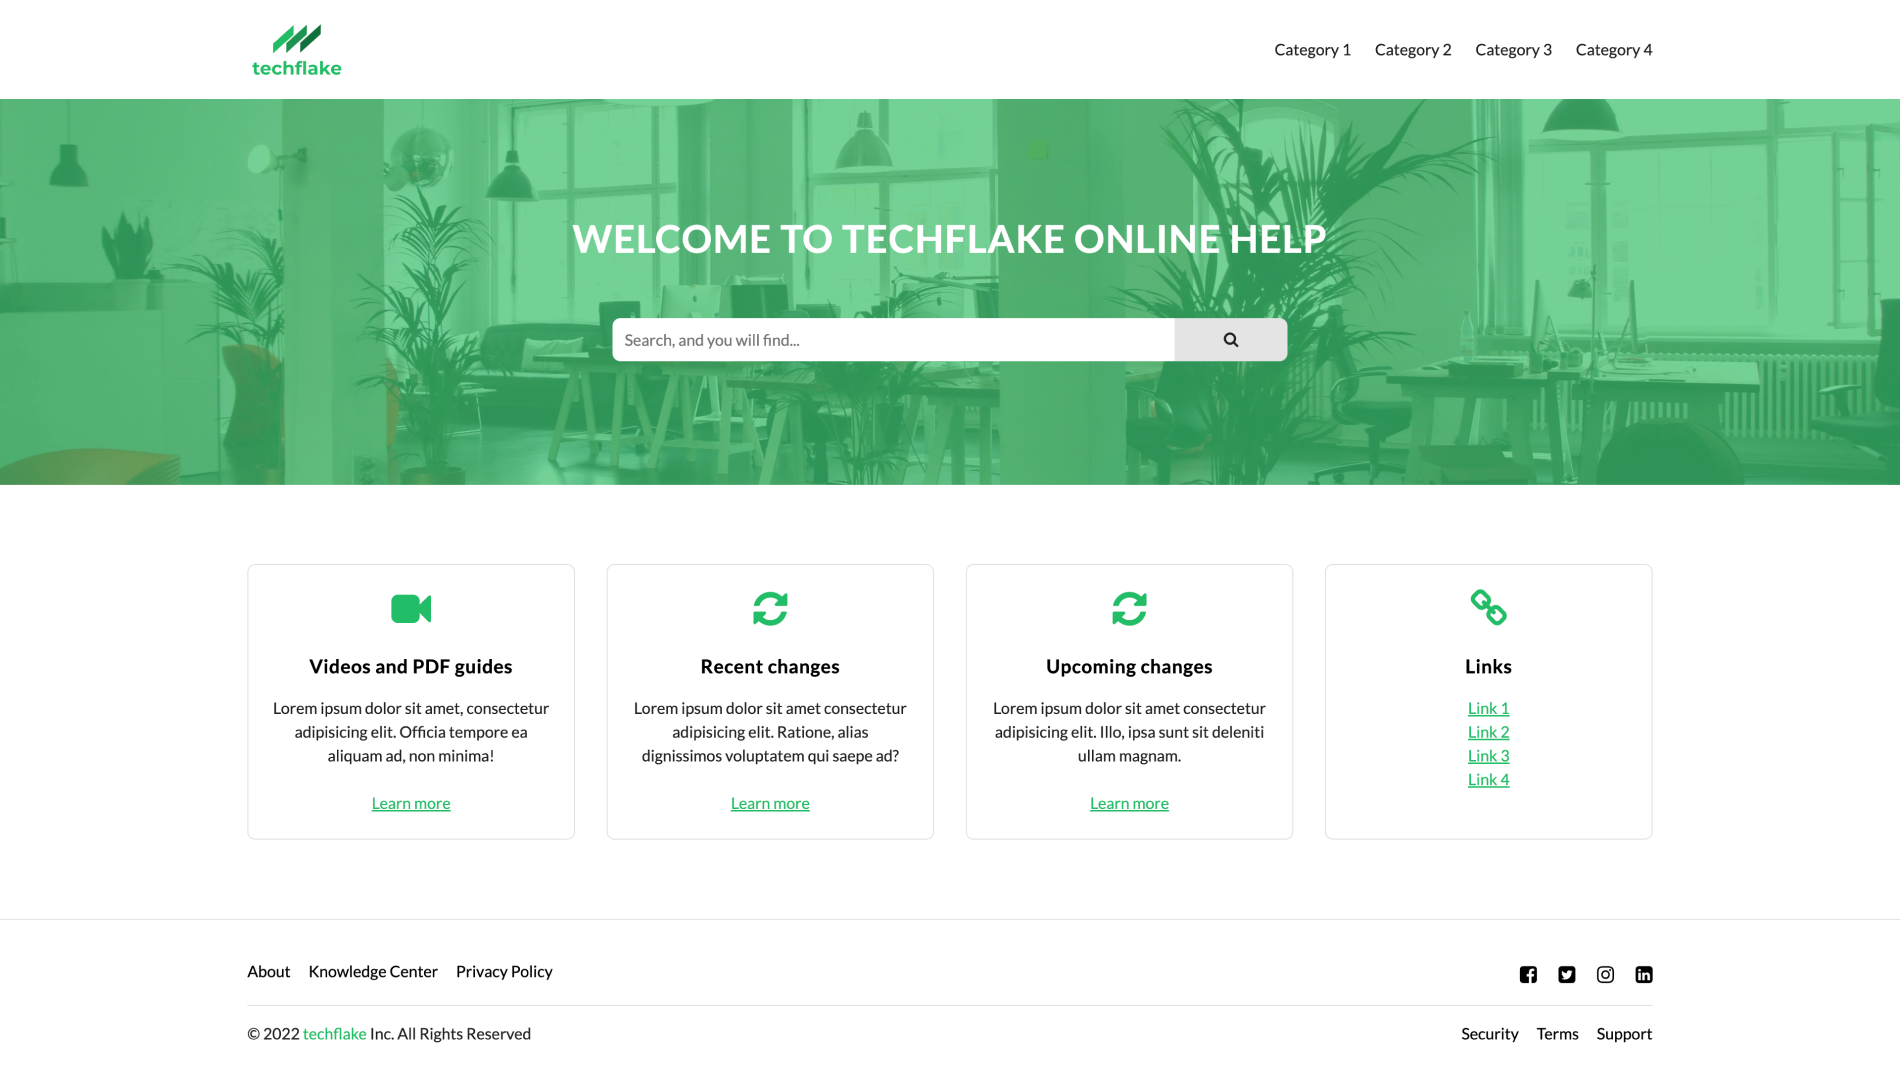 techflake
Category 1 Category 2 Category 3 Category 4
WELCOME TO TECHFLAKE ONLINE HELP
Search, and you will find...
Videos and PDF guides
Lorem ipsum dolor sit amet, consectetur
adipisicing elit. Officia tempore ea
aliquam ad, non minima!
Learn more
Recent changes
Lorem ipsum dolor sit amet consectetur
adipisicing elit. Ratione, alias
dignissimos voluptatem qui saepe ad?
Learn more
Upcoming changes
Lorem ipsum dolor sit amet consectetur
adipisicing elit. Illo, ipsa sunt sit deleniti
ullam magnam.
Learn more
Links
Link 1
Link 2
Link 3
Link 4
About Knowledge Center Privacy Policy
© 2022 techflake Inc. All Rights Reserved
Security Terms Support